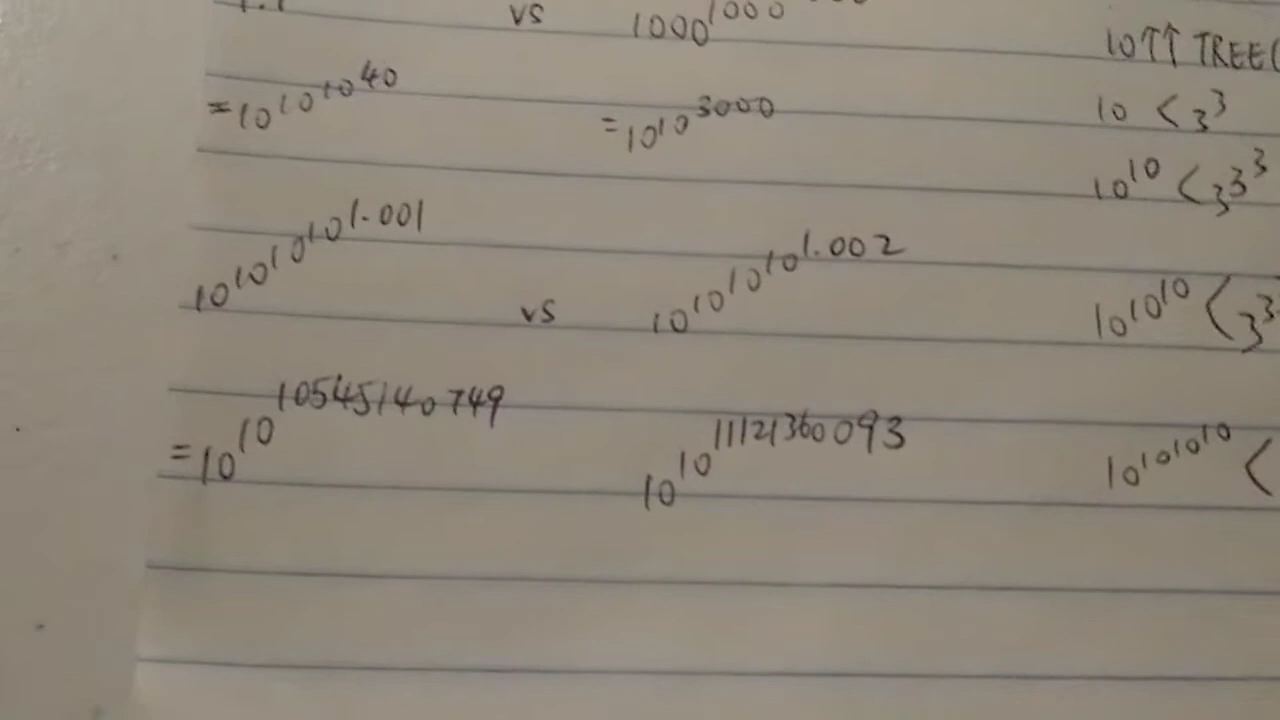 vs 1000^1000 10↑↑TREE(
=10^10^10^40 =10^10^3000 10 < 3^3
10^10 < 3^3^3
10^10^10^10^1.001 vs 10^10^10^10^1.002 10^10^10 < 3^3
=10^10^10545140749 10^10^11121360093 10^10^10^10 <